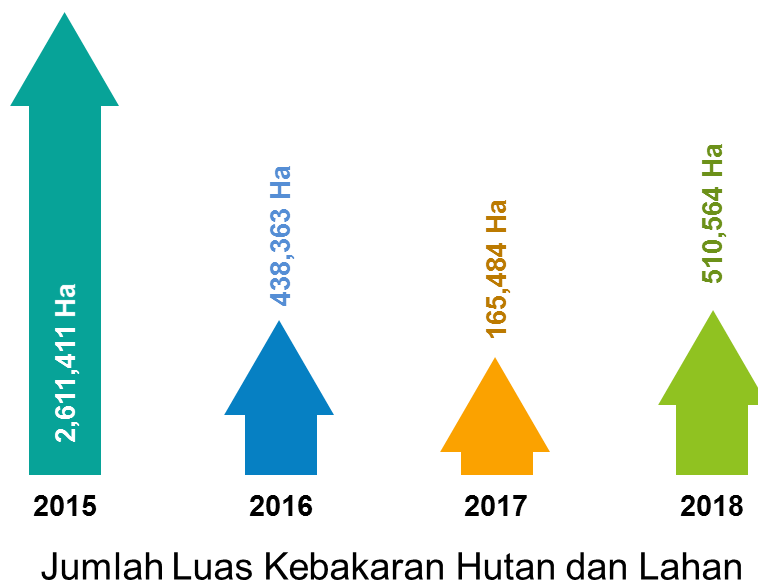 2,611,411 Ha
438,363 Ha
165,484 Ha
510,564 Ha
2015
2016
2017
2018
Jumlah Luas Kebakaran Hutan dan Lahan